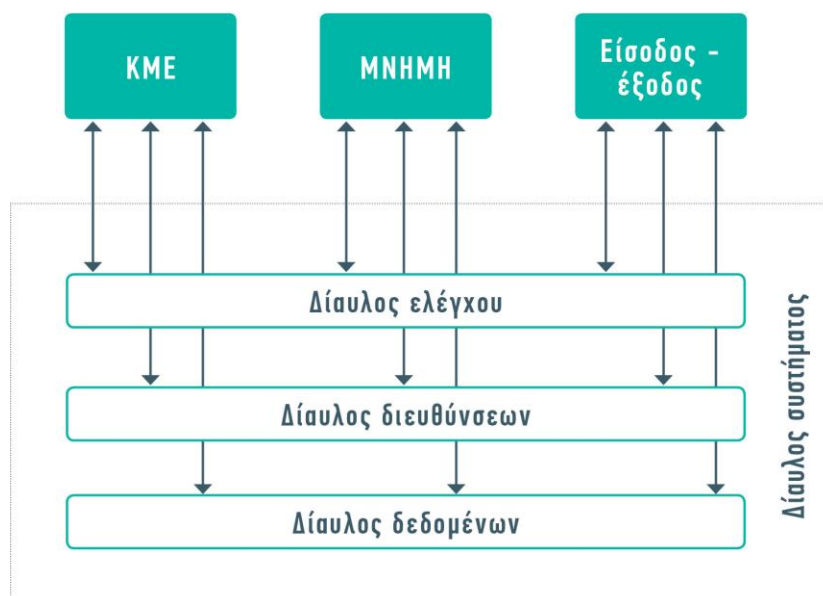 ΚΜΕ
ΜΝΗΜΗ
Είσοδος -
έξοδος
Δίαυλος ελέγχου
Δίαυλος διευθύνσεων
Δίαυλος δεδομένων
Δίαυλος συστήματος